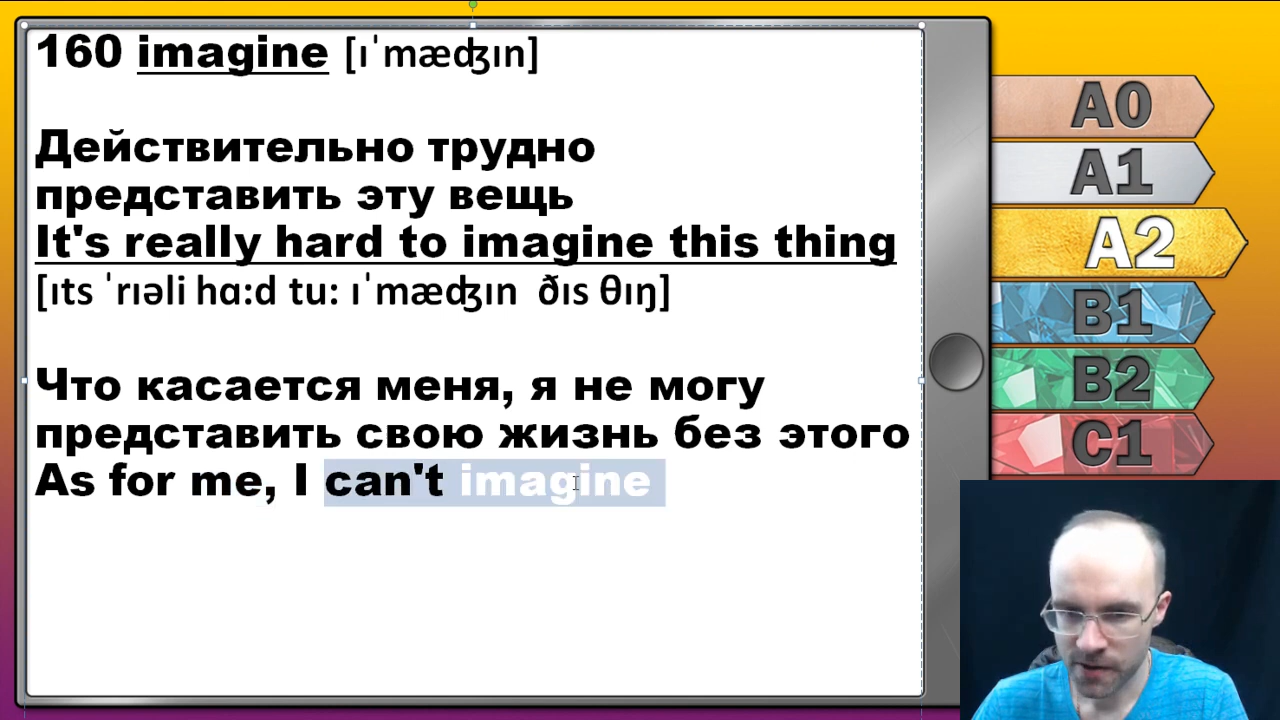 160 imagine [ɪˈmæʤɪn]
Действительно трудно
представить эту вещь
It's really hard to imagine this thing
[ɪts ˈrɪəli hɑ:d tu: ɪˈmæʤɪn ðɪs θɪŋ]
Что касается меня, я не могу
представить свою жизнь без этого
As for me, I can't imagine
A0
A1
A2
B1
B2
C1